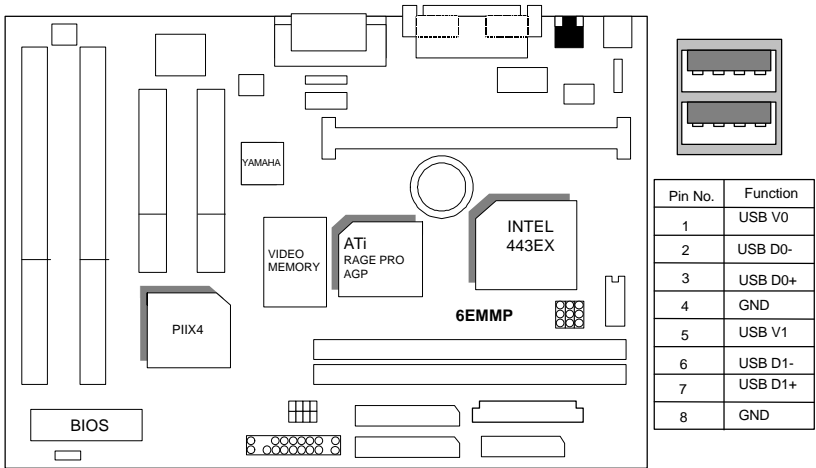 YAMAHA
VIDEO
MEMORY
ATi
RAGE PRO
AGP
INTEL
443EX
6EMMP
PIIX4
BIOS
Pin No. Function
1 USB V0
2 USB D0-
3 USB D0+
4 GND
5 USB V1
6 USB D1-
7 USB D1+
8 GND